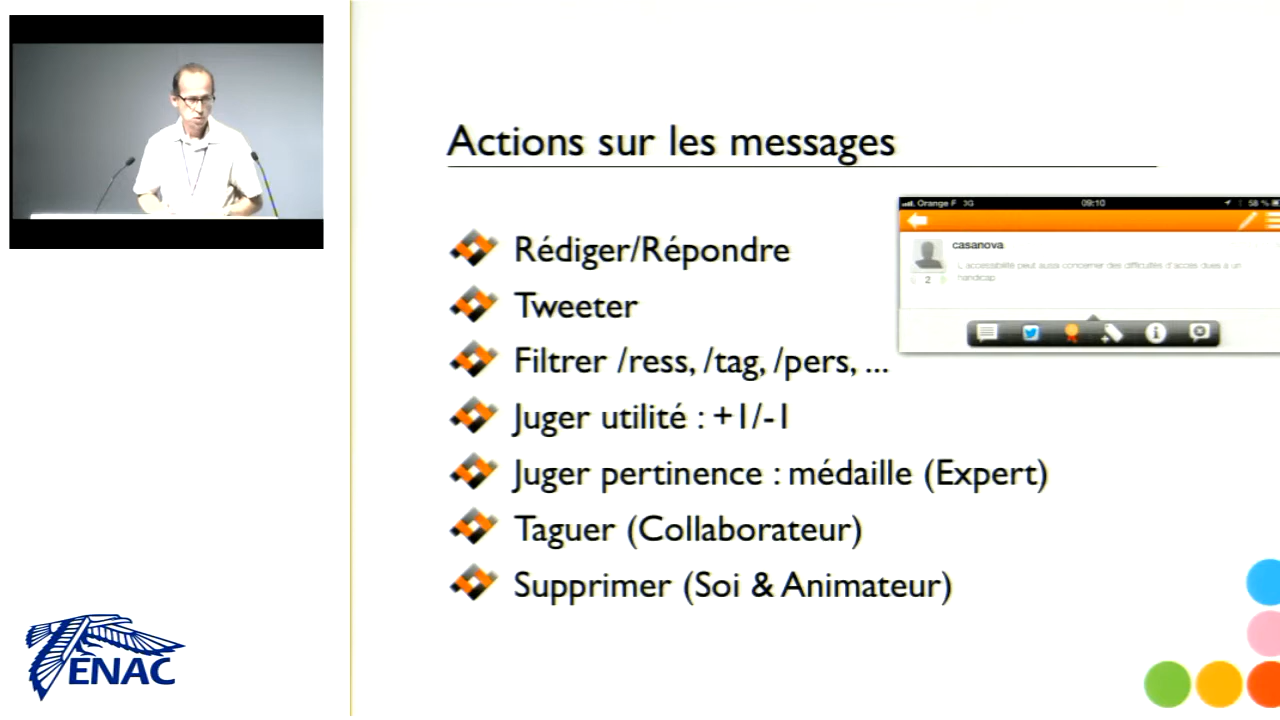 Actions sur les messages
Orange F 3G 09:10 58 %
casanova
L'accessibilité peut aussi concerner des difficultés d'accès dues à un
handicap
2
Rédiger/Répondre
Tweeter
Filtrer /ress, /tag, /pers, ...
Juger utilité : +1/-1
Juger pertinence : médaille (Expert)
Taguer (Collaborateur)
Supprimer (Soi & Animateur)
ENAC